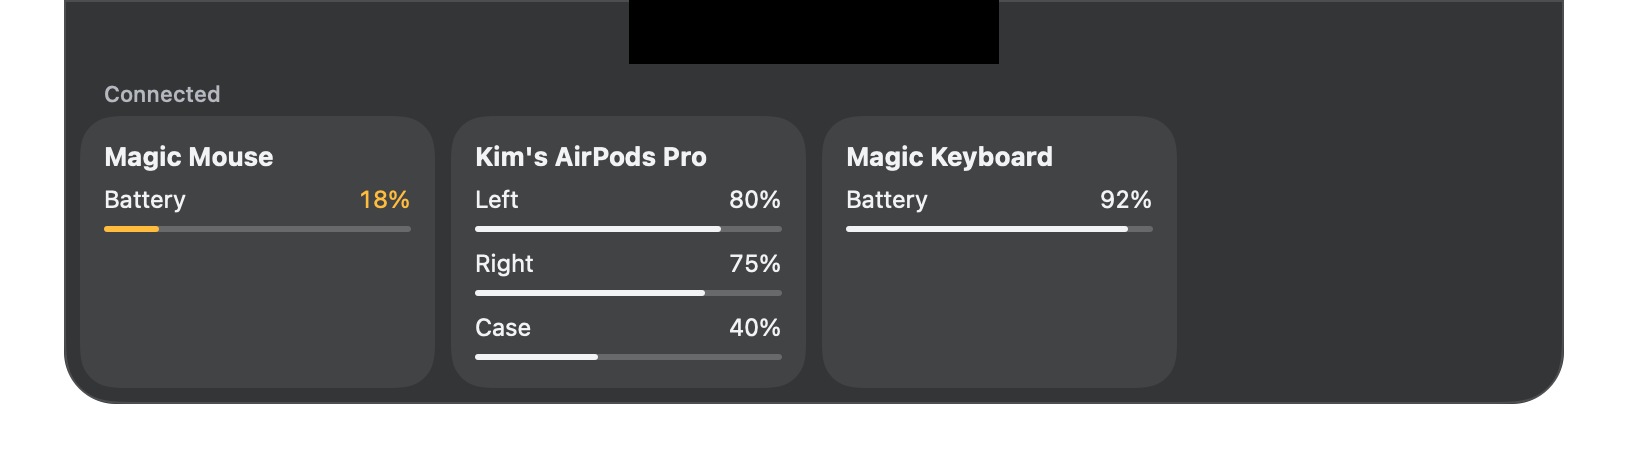 Connected
Magic Mouse
Battery 18%
Kim's AirPods Pro
Left 80%
Right 75%
Case 40%
Magic Keyboard
Battery 92%